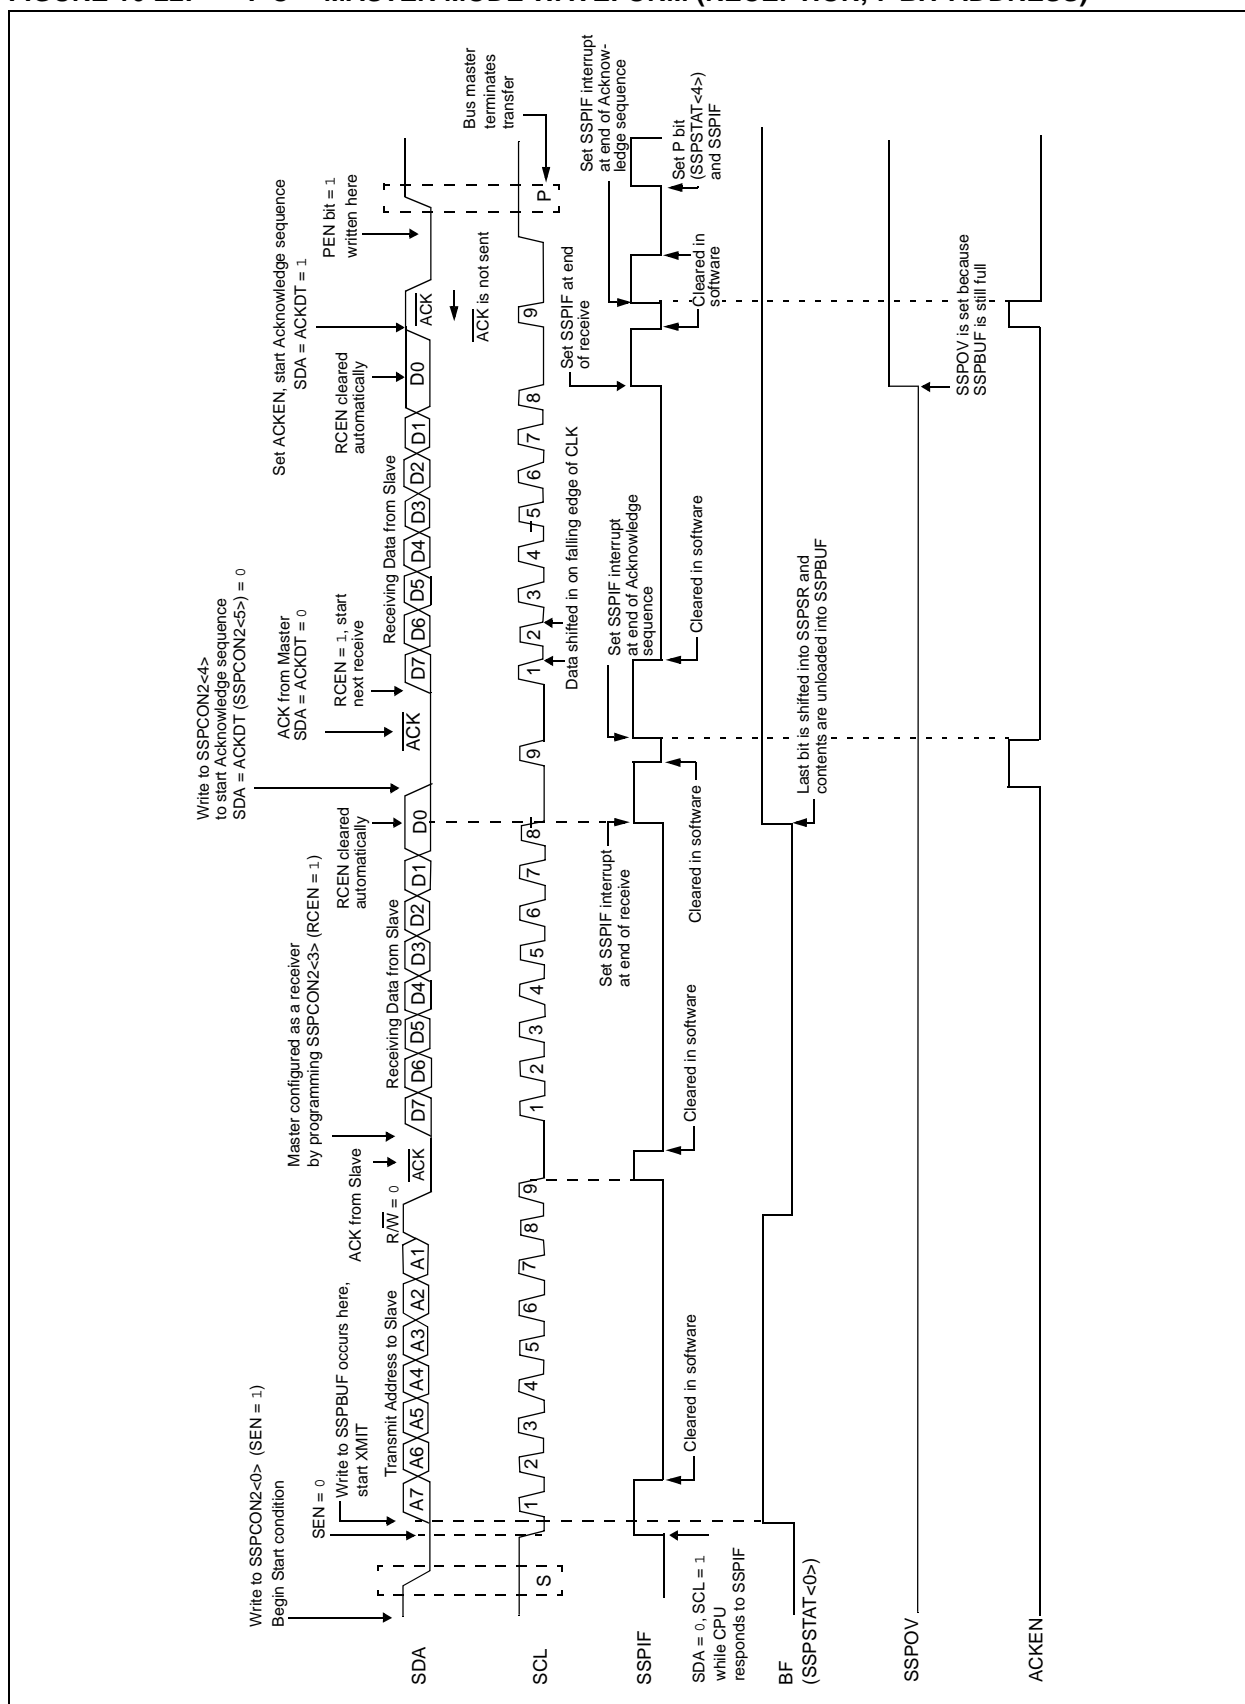 Write to SSPCON2<0> (SEN = 1)
Begin Start condition
SEN = 0
Write to SSPBUF occurs here,
start XMIT
Transmit Address to Slave
R/W = 0
ACK from Slave
Master configured as a receiver
by programming SSPCON2<3> (RCEN = 1)
Receiving Data from Slave
RCEN cleared
automatically
Write to SSPCON2<4>
to start Acknowledge sequence
SDA = ACKDT (SSPCON2<5>) = 0
ACK from Master
SDA = ACKDT = 0
RCEN = 1, start
next receive
Receiving Data from Slave
RCEN cleared
automatically
Set ACKEN, start Acknowledge sequence
SDA = ACKDT = 1
PEN bit = 1
written here
SDA
A7 A6 A5 A4 A3 A2 A1 ACK D7 D6 D5 D4 D3 D2 D1 D0 ACK D7 D6 D5 D4 D3 D2 D1 D0 ACK
ACK is not sent
Bus master
terminates
transfer
SCL
S 1 2 3 4 5 6 7 8 9 1 2 3 4 5 6 7 8 9 1 2 3 4 5 6 7 8 9 P
Data shifted in on falling edge of CLK
Set SSPIF interrupt
at end of receive
Set SSPIF interrupt
at end of Acknowledge
sequence
Set SSPIF at end
of receive
Set SSPIF interrupt
at end of Acknow-
ledge sequence
SSPIF
SDA = 0, SCL = 1
while CPU
responds to SSPIF
Cleared in software
Cleared in software
Cleared in software
Cleared in software
Cleared in software
Cleared in
software
Set P bit
(SSPSTAT<4>)
and SSPIF
BF
(SSPSTAT<0>)
Last bit is shifted into SSPSR and
contents are unloaded into SSPBUF
SSPOV
SSPOV is set because
SSPBUF is still full
ACKEN